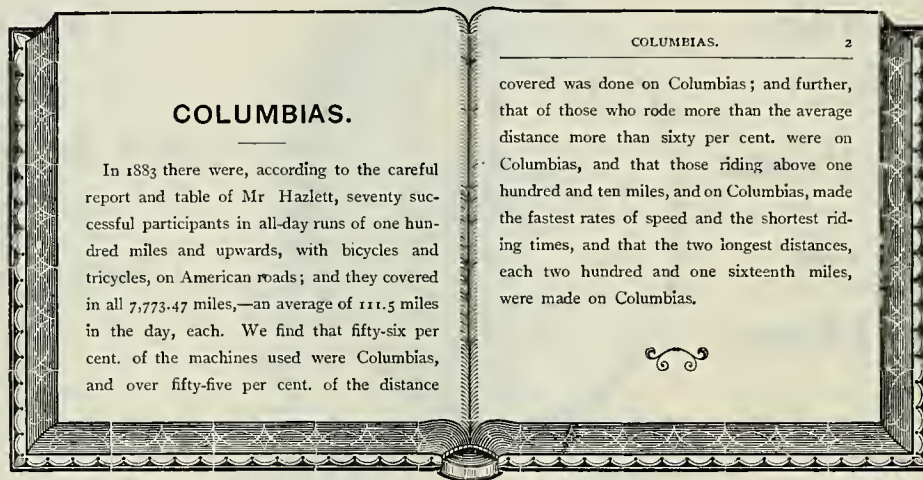 COLUMBIAS.
In 1883 there were, according to the careful
report and table of Mr Hazlett, seventy suc-
cessful participants in all-day runs of one hun-
dred miles and upwards, with bicycles and
tricycles, on American roads; and they covered
in all 7,773.47 miles,—an average of 111.5 miles
in the day, each. We find that fifty-six per
cent. of the machines used were Columbias,
and over fifty-five per cent. of the distance
COLUMBIAS. 2
covered was done on Columbias; and further,
that of those who rode more than the average
distance more than sixty per cent. were on
Columbias, and that those riding above one
hundred and ten miles, and on Columbias, made
the fastest rates of speed and the shortest rid-
ing times, and that the two longest distances,
each two hundred and one sixteenth miles,
were made on Columbias.